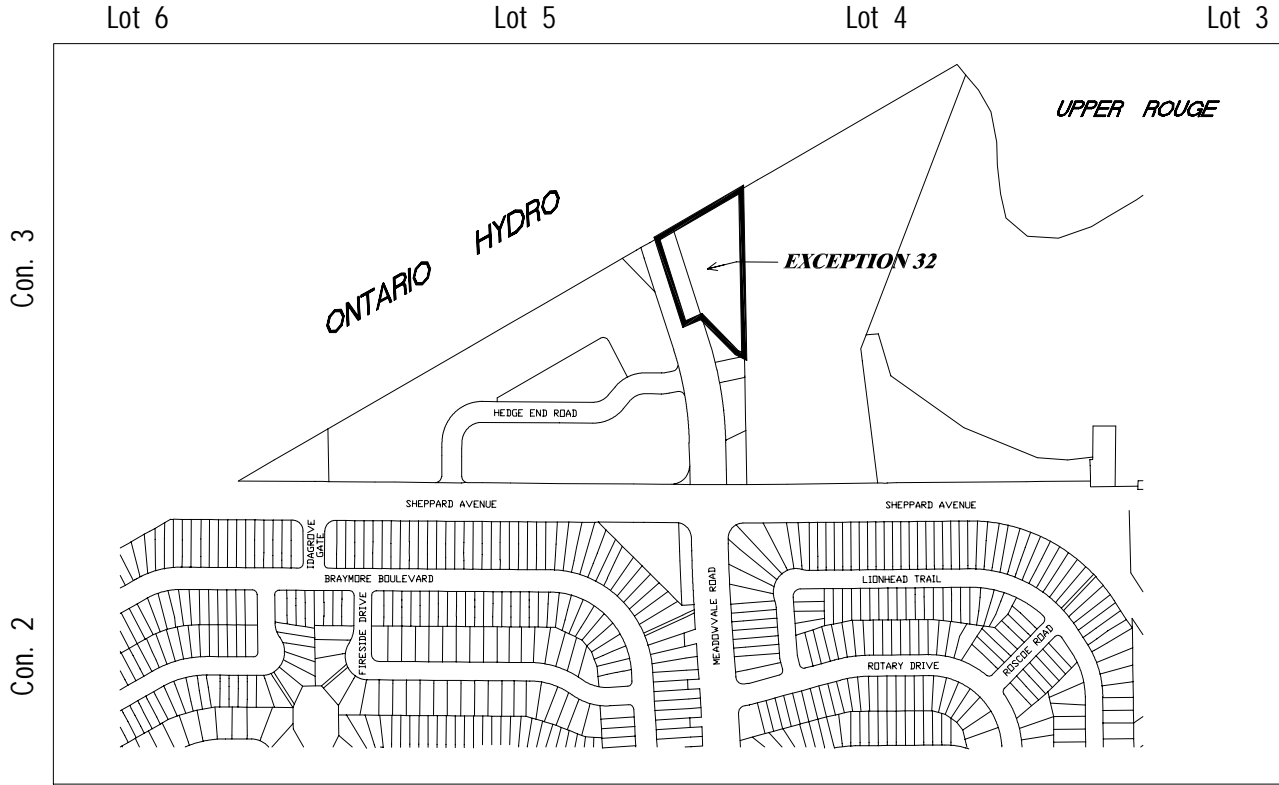 Lot 6 Lot 5 Lot 4 Lot 3
UPPER ROUGE
ONTARIO HYDRO
Con. 3
EXCEPTION 32
HEDGE END ROAD
SHEPPARD AVENUE
SHEPPARD AVENUE
IDAGROVE
GATE
BRAYMORE BOULEVARD
LIONHEAD TRAIL
FIRESIDE DRIVE
MEADOWVALE ROAD
Con. 2
ROSCOE ROAD
ROTARY DRIVE